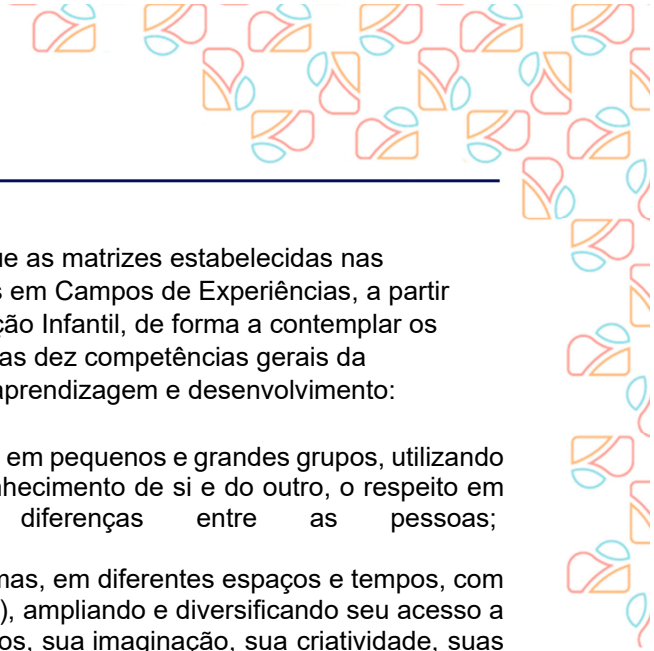 ue as matrizes estabelecidas nas
s em Campos de Experiências, a partir
ção Infantil, de forma a contemplar os
as dez competências gerais da
aprendizagem e desenvolvimento:
em pequenos e grandes grupos, utilizando
nhecimento de si e do outro, o respeito em
diferenças entre as pessoas;
mas, em diferentes espaços e tempos, com
), ampliando e diversificando seu acesso a
os, sua imaginação, sua criatividade, suas